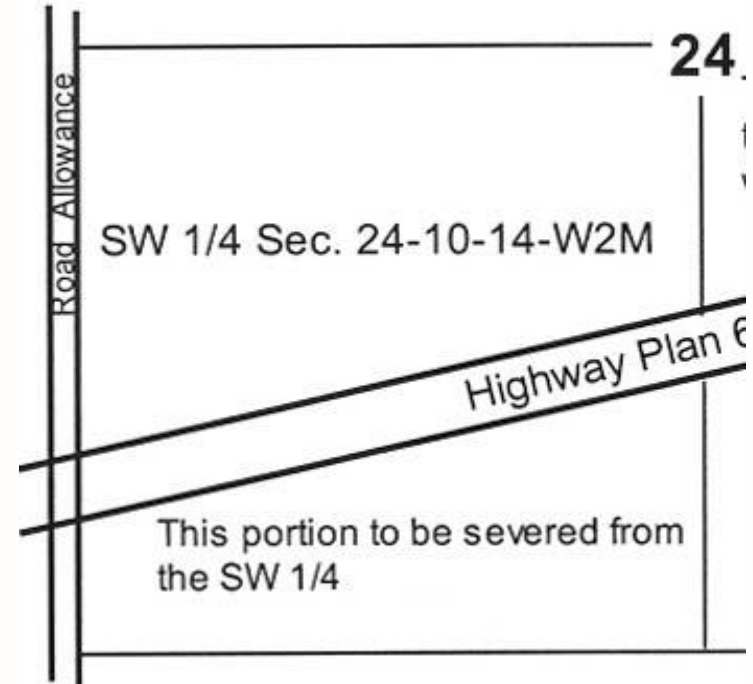 24
Road Allowance
SW 1/4 Sec. 24-10-14-W2M
Highway Plan 6
This portion to be severed from
the SW 1/4